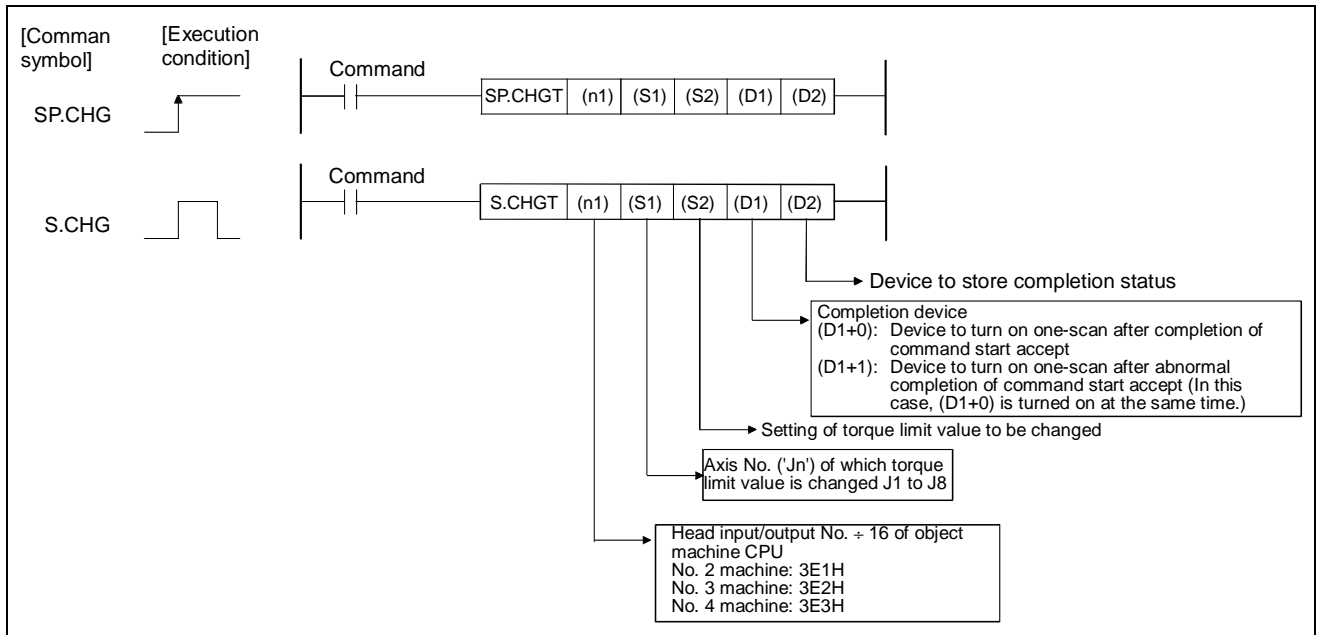 [Comman
symbol]
[Execution
condition]
Command
SP.CHG
SP.CHGT (n1) (S1) (S2) (D1) (D2)
Command
S.CHG
S.CHGT (n1) (S1) (S2) (D1) (D2)
Device to store completion status
Completion device
(D1+0): Device to turn on one-scan after completion of
command start accept
(D1+1): Device to turn on one-scan after abnormal
completion of command start accept (In this
case, (D1+0) is turned on at the same time.)
Setting of torque limit value to be changed
Axis No. ('Jn') of which torque
limit value is changed J1 to J8
Head input/output No. ÷ 16 of object
machine CPU
No. 2 machine: 3E1H
No. 3 machine: 3E2H
No. 4 machine: 3E3H